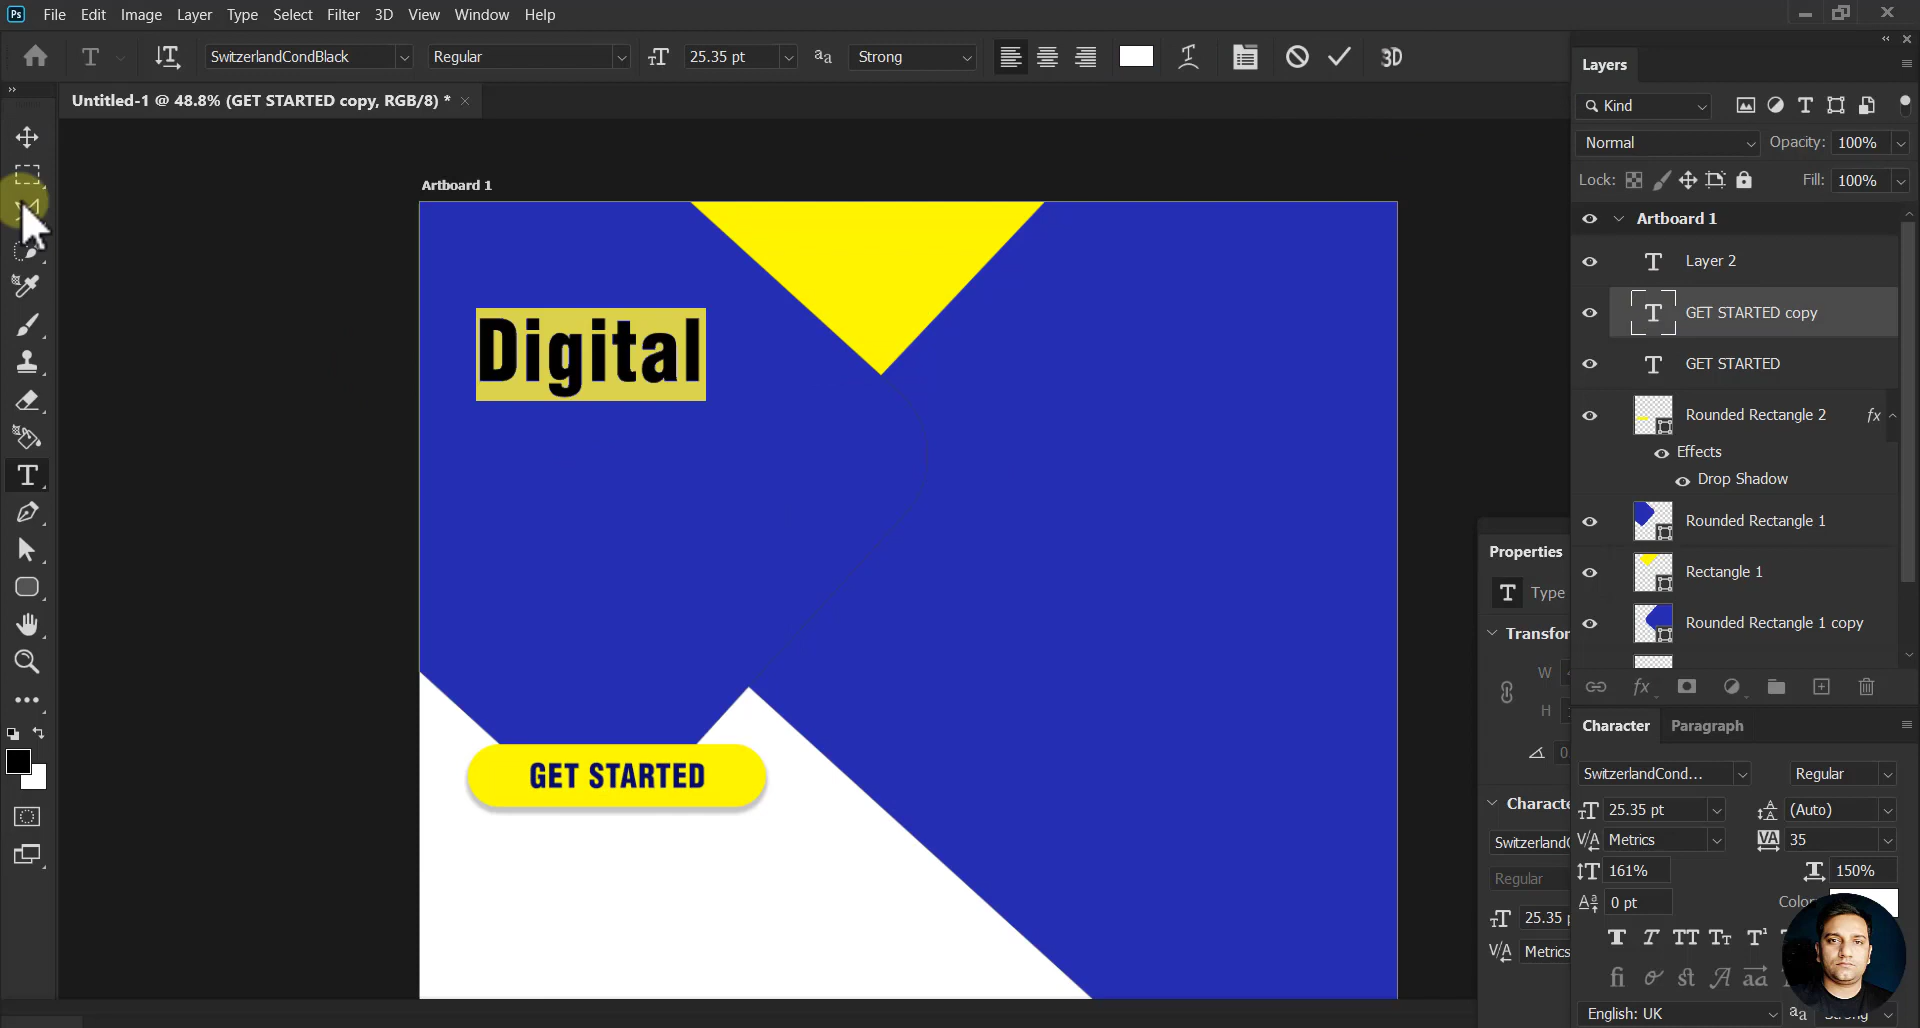 Ps File Edit Image Layer Type Select Filter 3D View Window Help
SwitzerlandCondBlack Regular 25.35 pt Strong 3D
Untitled-1 @ 48.8% (GET STARTED copy, RGB/8) *
Artboard 1
Digital
GET STARTED
Layers
Kind
Normal Opacity: 100%
Lock: Fill: 100%
Artboard 1
Layer 2
GET STARTED copy
GET STARTED
Rounded Rectangle 2 fx
Effects
Drop Shadow
Rounded Rectangle 1
Rectangle 1
Rounded Rectangle 1 copy
Properties
Type
Transfor
W
H
0
Characte
SwitzerlandC
Regular
25.35 p
Metrics
Character Paragraph
SwitzerlandCond... Regular
25.35 pt (Auto)
Metrics 35
161% 150%
0 pt Color
English: UK Strong